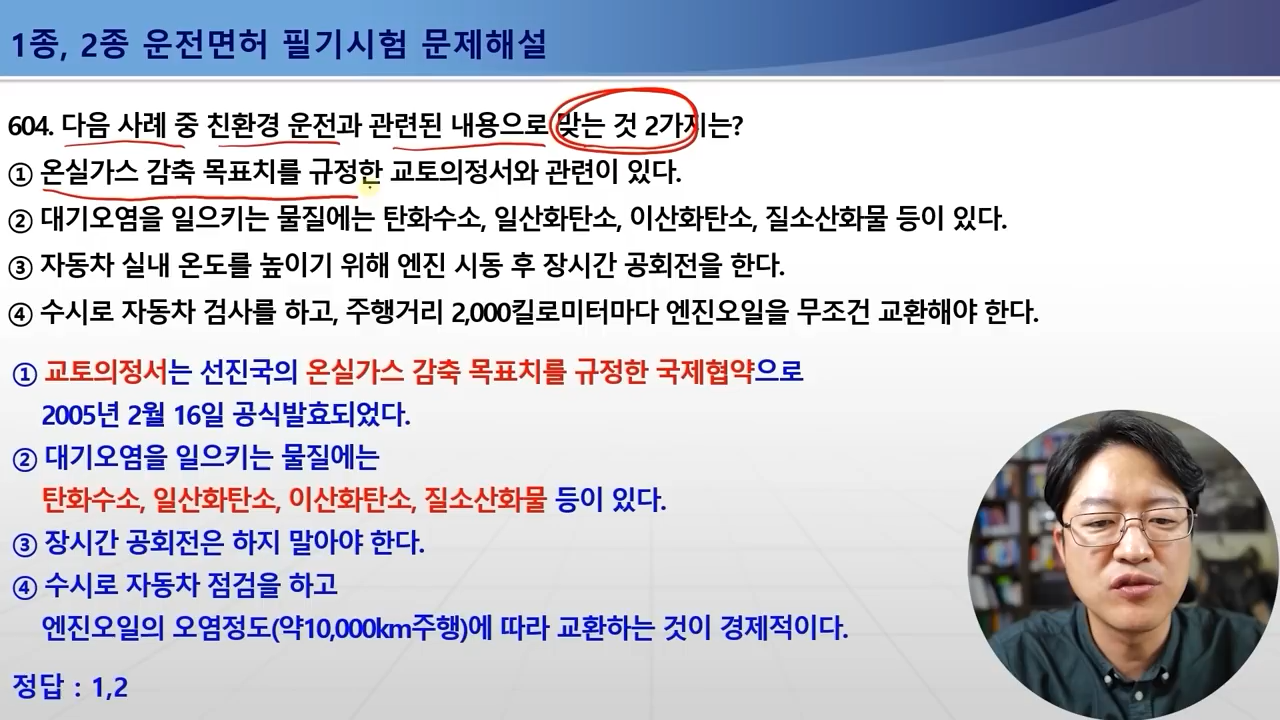 1종, 2종 운전면허 필기시험 문제해설
604. 다음 사례 중 친환경 운전과 관련된 내용으로 맞는 것 2가지는?
① 온실가스 감축 목표치를 규정한 교토의정서와 관련이 있다.
② 대기오염을 일으키는 물질에는 탄화수소, 일산화탄소, 이산화탄소, 질소산화물 등이 있다.
③ 자동차 실내 온도를 높이기 위해 엔진 시동 후 장시간 공회전을 한다.
④ 수시로 자동차 검사를 하고, 주행거리 2,000킬로미터마다 엔진오일을 무조건 교환해야 한다.
① 교토의정서는 선진국의 온실가스 감축 목표치를 규정한 국제협약으로
2005년 2월 16일 공식발효되었다.
② 대기오염을 일으키는 물질에는
탄화수소, 일산화탄소, 이산화탄소, 질소산화물 등이 있다.
③ 장시간 공회전은 하지 말아야 한다.
④ 수시로 자동차 점검을 하고
엔진오일의 오염정도(약10,000km주행)에 따라 교환하는 것이 경제적이다.
정답 : 1,2